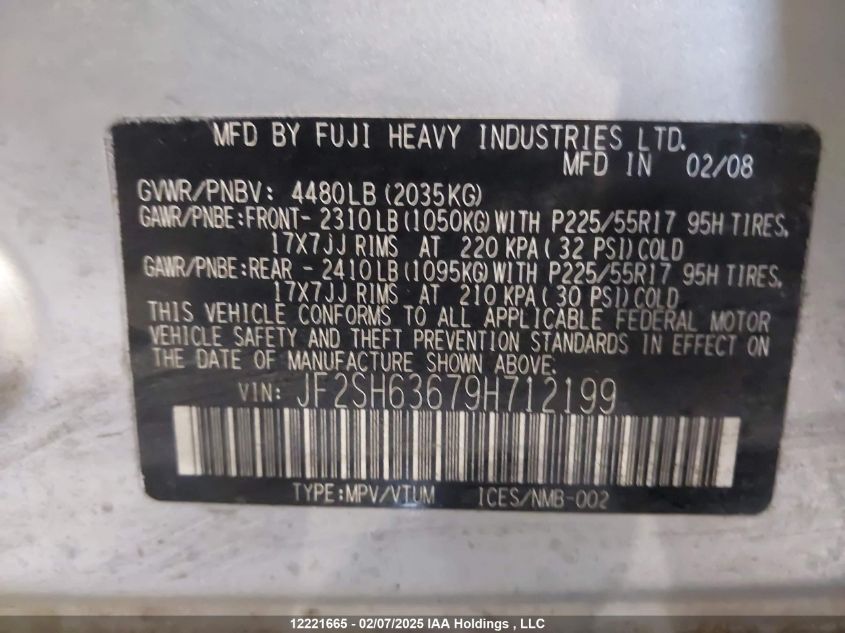 MFD BY FUJI HEAVY INDUSTRIES LTD.
MFD IN 02/08
GVWR/PNBV: 4480LB(2035KG)
GAWR/PNBE:FRONT-2310LB(1050KG)WITH P225/55R17 95H TIRES,
17X7JJ RIMS AT 220 KPA(32 PSI)COLD
GAWR/PNBE:REAR -2410LB(1095KG)WITH P225/55R17 95H TIRES,
17X7JJ RIMS AT 210 KPA(30 PSI)COLD
THIS VEHICLE CONFORMS TO ALL APPLICABLE FEDERAL MOTOR
VEHICLE SAFETY AND THEFT PREVENTION STANDARDS IN EFFECT ON
THE DATE OF MANUFACTURE SHOWN ABOVE.
VIN: JF2SH63679H712199
TYPE:MPV/VTUM ICES/NMB-002
12221665 - 02/07/2025 IAA Holdings , LLC